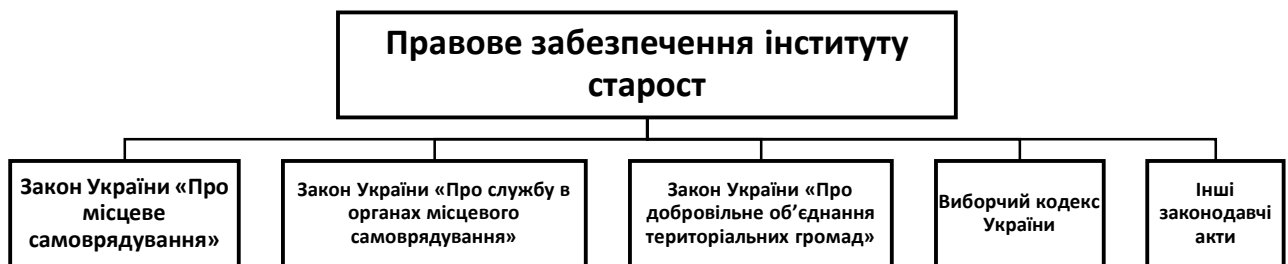 Правове забезпечення інституту
старост
Закон України «Про
місцеве
самоврядування»
Закон України «Про службу в
органах місцевого
самоврядування»
Закон України «Про
добровільне об’єднання
територіальних громад»
Виборчий кодекс
України
Інші
законодавчі
акти